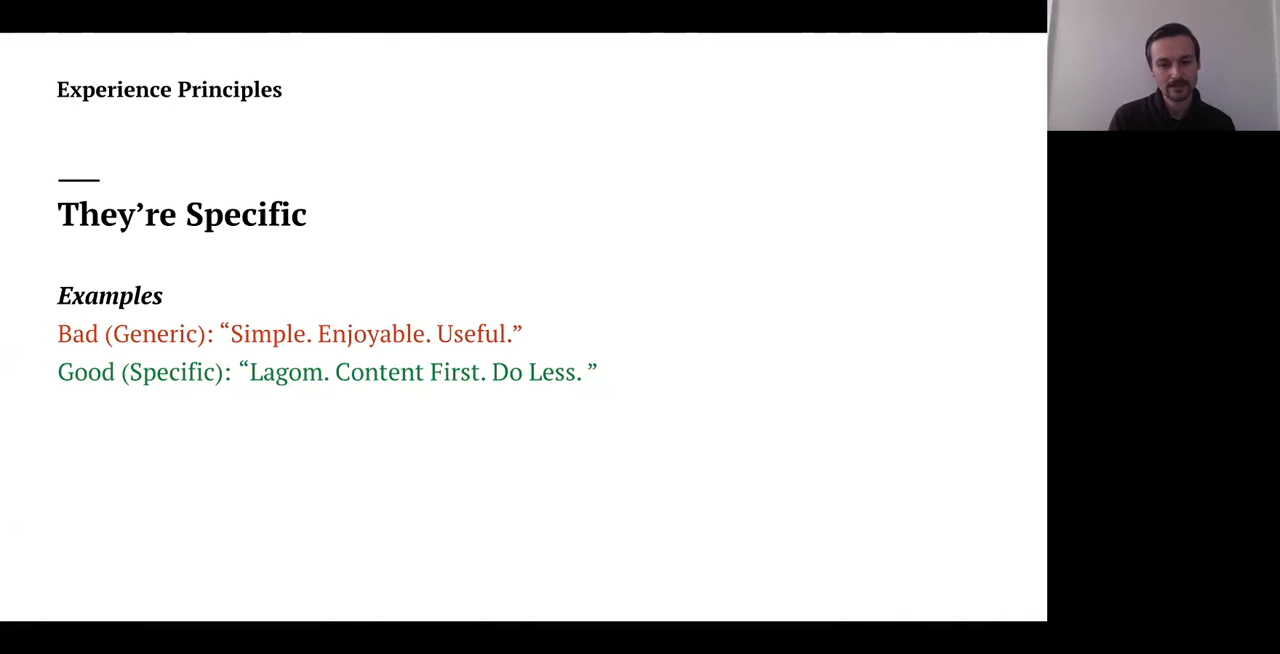 Experience Principles
They’re Specific
Examples
Bad (Generic): “Simple. Enjoyable. Useful.”
Good (Specific): “Lagom. Content First. Do Less. ”